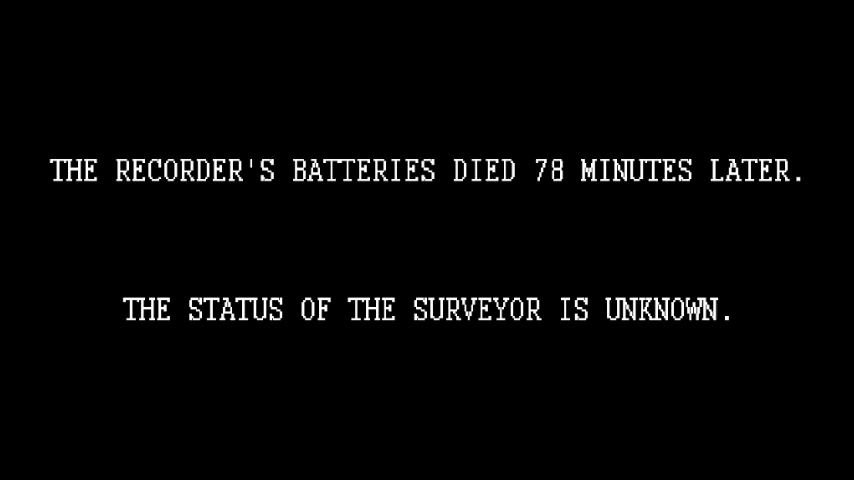 THE RECORDER'S BATTERIES DIED 78 MINUTES LATER.
THE STATUS OF THE SURVEYOR IS UNKNOWN.